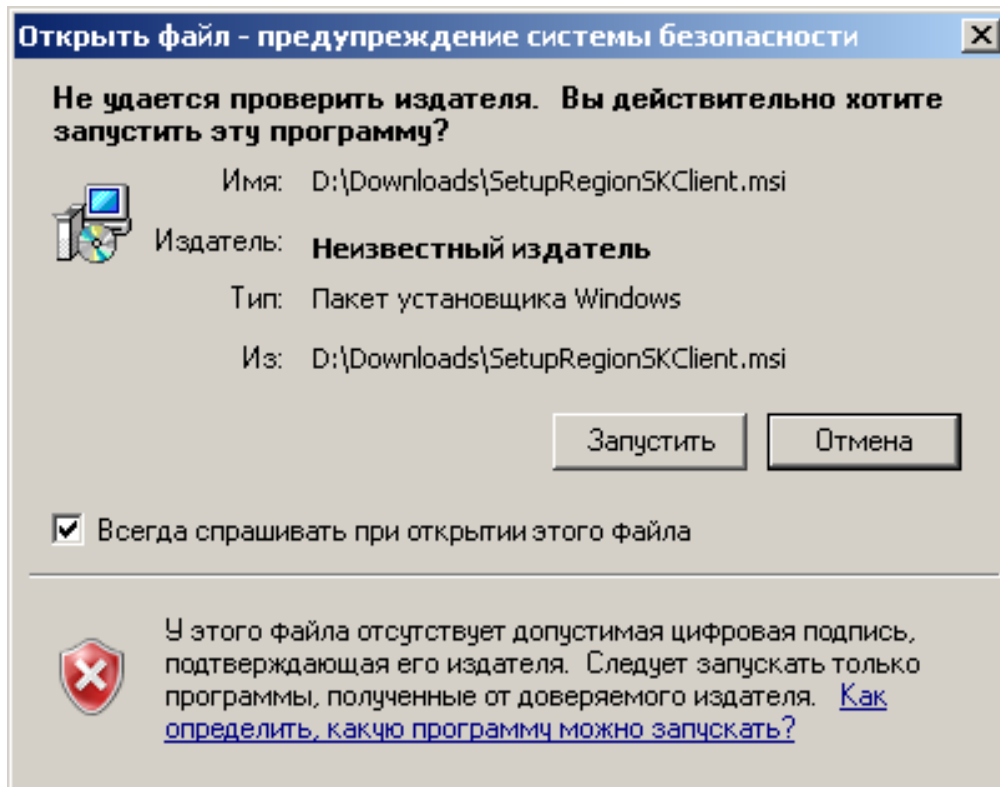 Открыть файл - предупреждение системы безопасности
Не удается проверить издателя. Вы действительно хотите
запустить эту программу?
Имя: D:\Downloads\SetupRegionSKClient.msi
Издатель: Неизвестный издатель
Тип: Пакет установщика Windows
Из: D:\Downloads\SetupRegionSKClient.msi
Запустить Отмена
Всегда спрашивать при открытии этого файла
У этого файла отсутствует допустимая цифровая подпись,
подтверждающая его издателя. Следует запускать только
программы, полученные от доверяемого издателя. Как
определить, какую программу можно запускать?